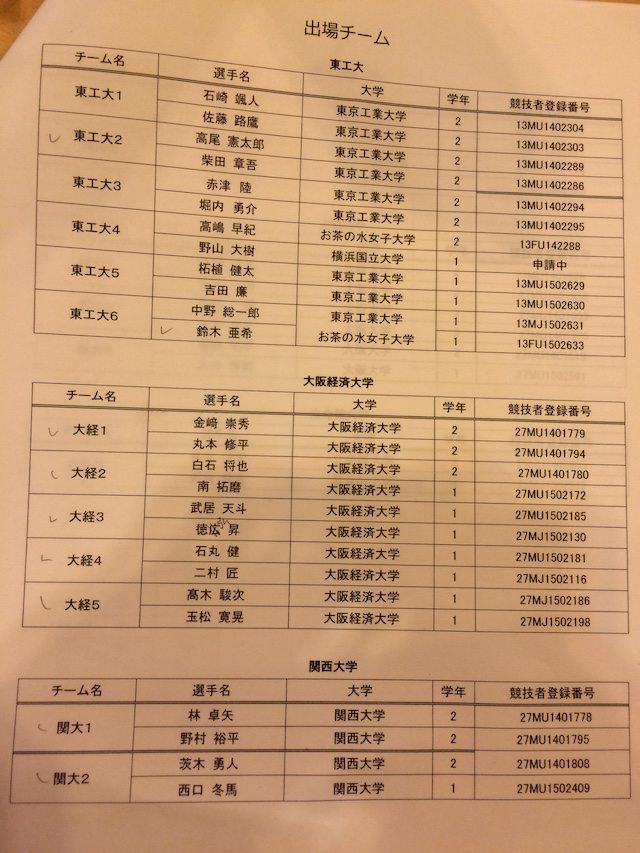 出場チーム
東工大
チーム名 選手名 大学 学年 競技者登録番号
東工大1 石崎 颯人 東京工業大学 2 13MU1402304
佐藤 路鷹 東京工業大学 2 13MU1402303
東工大2 高尾 憲太郎 東京工業大学 2 13MU1402289
柴田 章吾 東京工業大学 2 13MU1402286
東工大3 赤津 陸 東京工業大学 2 13MU1402294
堀内 勇介 東京工業大学 2 13MU1402295
東工大4 高嶋 早紀 お茶の水女子大学 2 13FU142288
野山 大樹 横浜国立大学 1 申請中
東工大5 柘植 健太 東京工業大学 1 13MU1502629
吉田 廉 東京工業大学 1 13MU1502630
東工大6 中野 総一郎 東京工業大学 1 13MJ1502631
鈴木 亜希 お茶の水女子大学 1 13FU1502633
大阪経済大学
チーム名 選手名 大学 学年 競技者登録番号
大経1 金﨑 崇秀 大阪経済大学 2 27MU1401779
丸本 修平 大阪経済大学 2 27MU1401794
大経2 白石 将也 大阪経済大学 2 27MU1401780
南 拓磨 大阪経済大学 1 27MU1502172
大経3 武居 天斗 大阪経済大学 1 27MU1502185
徳広 昇 大阪経済大学 1 27MJ1502130
大経4 石丸 健 大阪経済大学 1 27MU1502181
二村 匠 大阪経済大学 1 27MJ1502116
大経5 髙木 駿次 大阪経済大学 1 27MJ1502186
玉松 寛晃 大阪経済大学 1 27MJ1502198
関西大学
チーム名 選手名 大学 学年 競技者登録番号
関大1 林 卓矢 関西大学 2 27MU1401778
野村 裕平 関西大学 2 27MU1401795
関大2 茨木 勇人 関西大学 2 27MU1401808
西口 冬馬 関西大学 1 27MU1502409